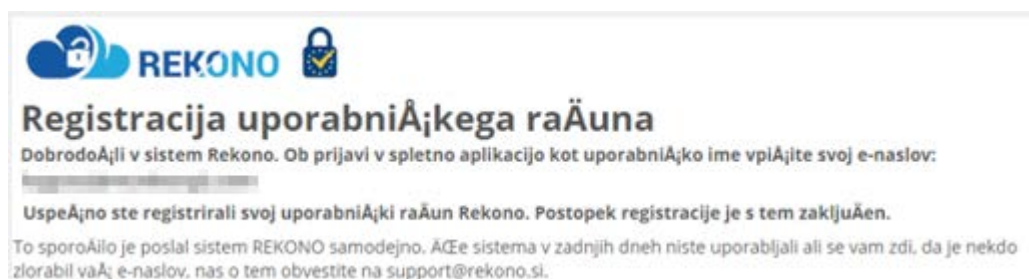 REKONO
Registracija uporabniÅ¡kega raÄuna
DobrodoÅ¡li v sistem Rekono. Ob prijavi v spletno aplikacijo kot uporabniÅ¡ko ime vpiÅ¡ite svoj e-naslov:
UspeÅ¡no ste registrirali svoj uporabniÅ¡ki raÄun Rekono. Postopek registracije je s tem zakljuÄen.
To sporoÄilo je poslal sistem REKONO samodejno. ÄŒe sistema v zadnjih dneh niste uporabljali ali se vam zdi, da je nekdo
zlorabil vaÅ¡ e-naslov, nas o tem obvestite na support@rekono.si.